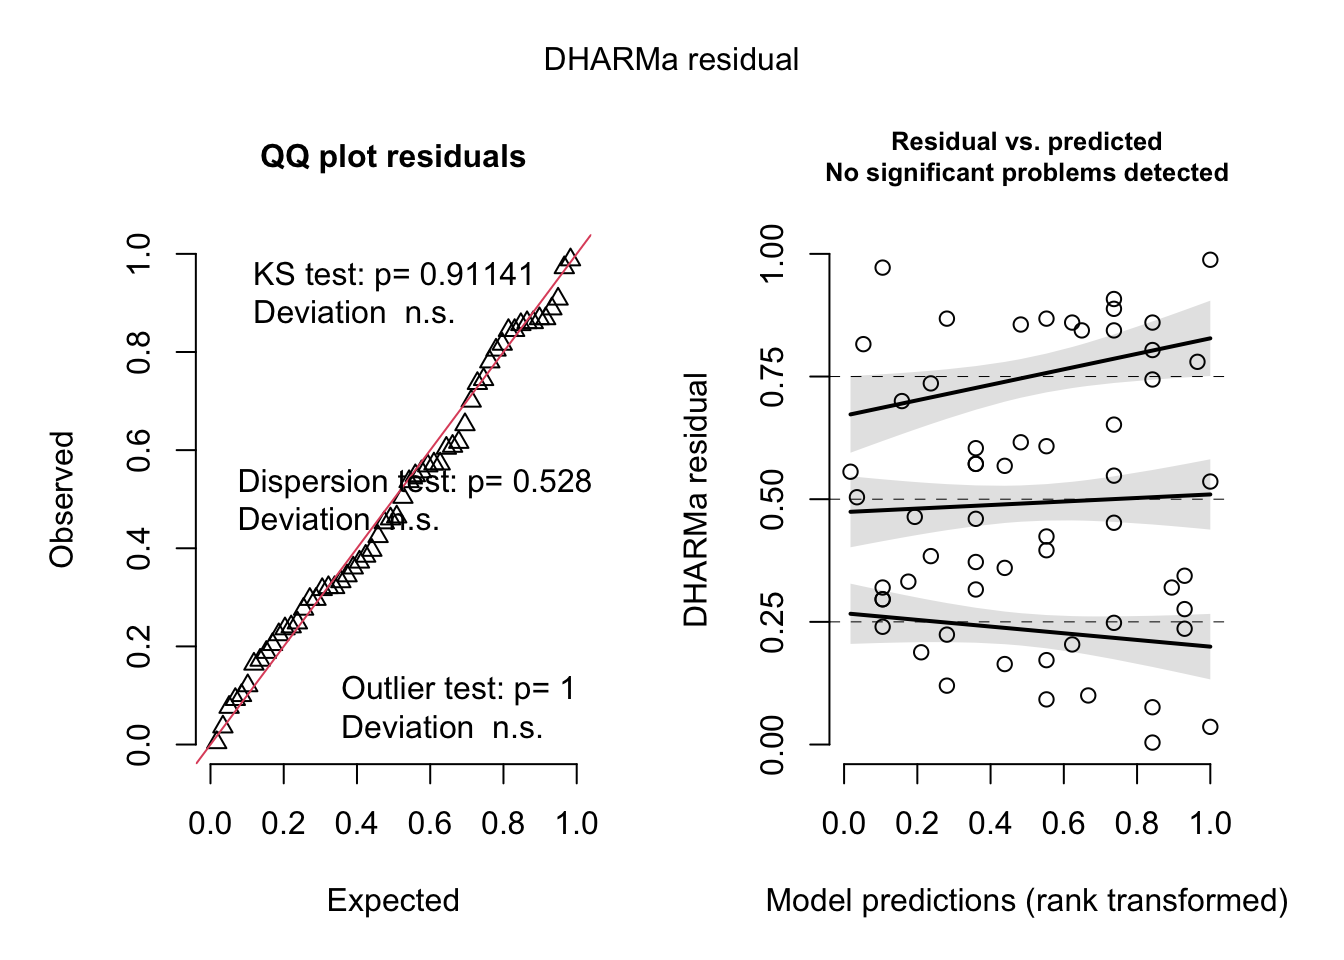 DHARMa residual
QQ plot residuals
KS test: p= 0.91141
Deviation n.s.
Dispersion test: p= 0.528
Deviation n.s.
Outlier test: p= 1
Deviation n.s.
Observed
0.0 0.2 0.4 0.6 0.8 1.0
0.0 0.2 0.4 0.6 0.8 1.0
Expected
Residual vs. predicted
No significant problems detected
DHARMa residual
0.00 0.25 0.50 0.75 1.00
0.0 0.2 0.4 0.6 0.8 1.0
Model predictions (rank transformed)